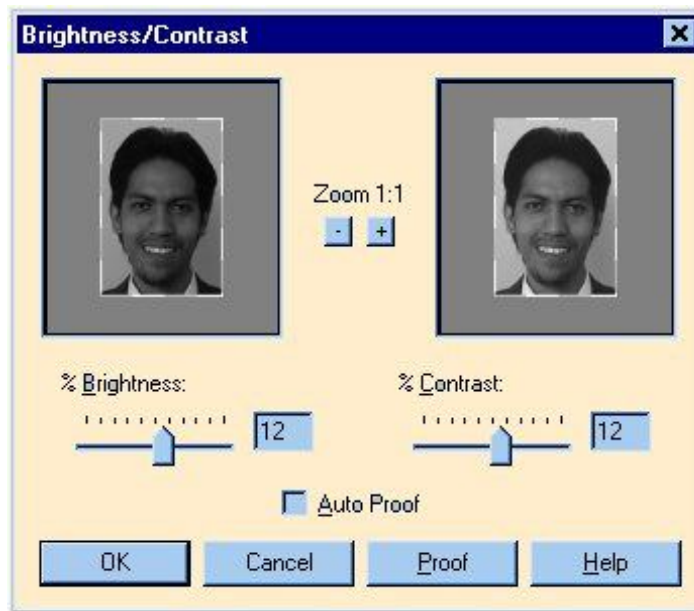 Brightness/Contrast
Zoom 1:1
- +
% Brightness: % Contrast:
12 12
Auto Proof
OK Cancel Proof Help